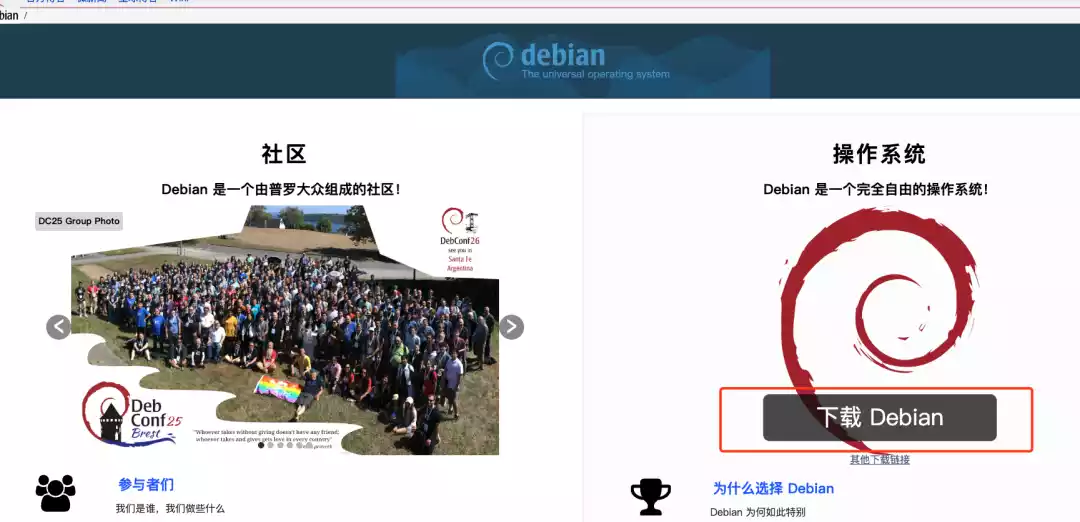 bian /
debian
The universal operating system
社区
Debian 是一个由普罗大众组成的社区！
DC25 Group Photo
DebConf26
see you in
Santa Fe
Argentina
<
>
Deb
Conf 25
Brest
"Whoever takes without giving doesn't have any friend;
whoever takes and gives gets love in every country"
参与者们
我们是谁，我们做些什么
操作系统
Debian 是一个完全自由的操作系统！
下载 Debian
其他下载链接
为什么选择 Debian
Debian 为何如此特别